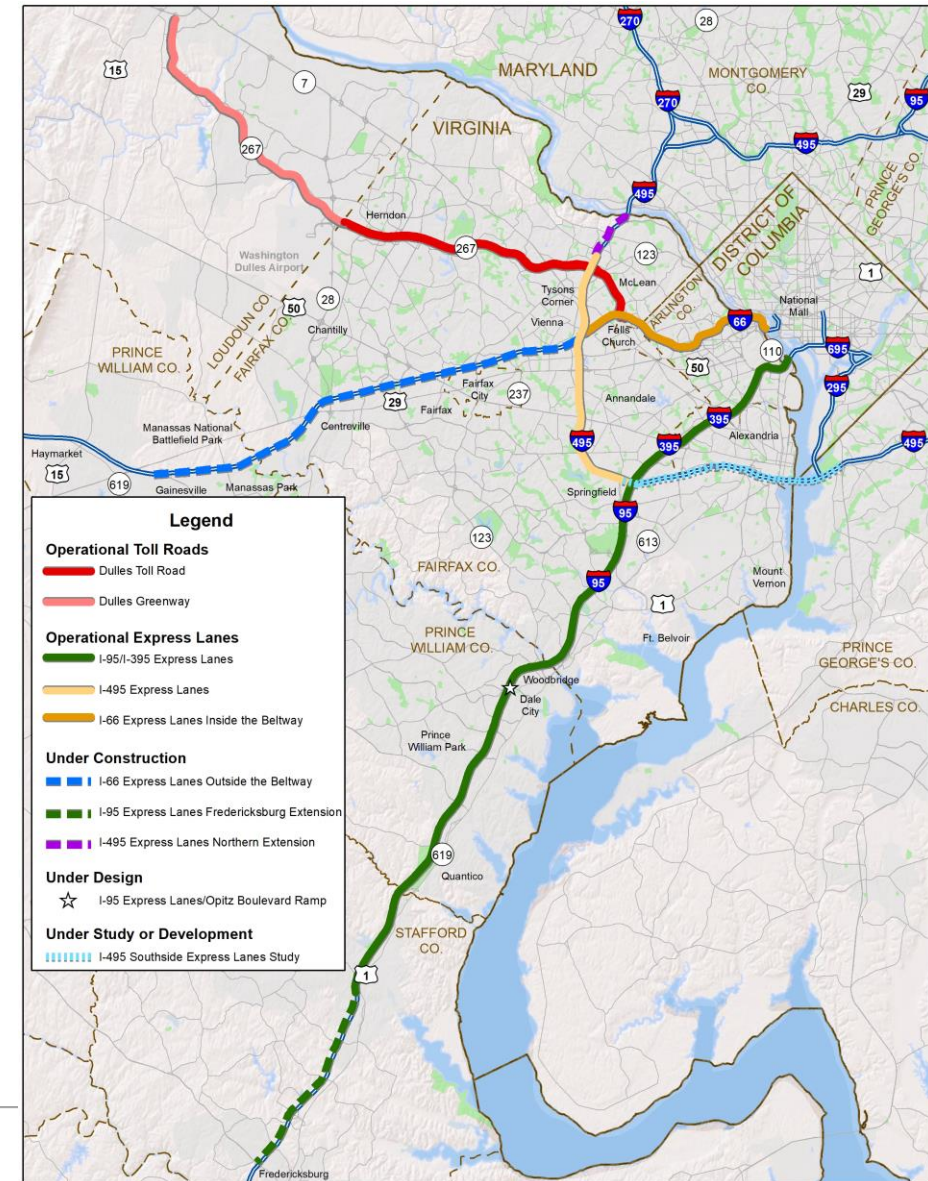 270
28
15
MARYLAND
MONTGOMERY
CO.
29
7
270
95
VIRGINIA
495
267
495
PRINCE
GEORGE'S CO.
DISTRICT OF
COLUMBIA
Herndon
267
123
1
Washington
Dulles Airport
McLean
ARLINGTON
CO.
Tysons
Corner
National
Mall
50
28
LOUDOUN CO.
FAIRFAX CO.
Chantilly
Vienna
Falls
Church
66
PRINCE
WILLIAM CO.
110
695
50
Fairfax
City
237
295
29
Fairfax
Annandale
395
Manassas National
Battlefield Park
Centreville
495
395
Alexandria
495
Haymarket
15
619
Gainesville
Manassas Park
Springfield
95
123
613
FAIRFAX CO.
95
Mount
Vernon
1
PRINCE
WILLIAM CO.
Ft. Belvoir
PRINCE
GEORGE'S CO.
CHARLES CO.
Woodbridge
Dale
City
Prince
William Park
619
Quantico
STAFFORD
CO.
1
Fredericksburg
Legend
Operational Toll Roads
Dulles Toll Road
Dulles Greenway
Operational Express Lanes
I-95/I-395 Express Lanes
I-495 Express Lanes
I-66 Express Lanes Inside the Beltway
Under Construction
I-66 Express Lanes Outside the Beltway
I-95 Express Lanes Fredericksburg Extension
I-495 Express Lanes Northern Extension
Under Design
I-95 Express Lanes/Opitz Boulevard Ramp
Under Study or Development
I-495 Southside Express Lanes Study